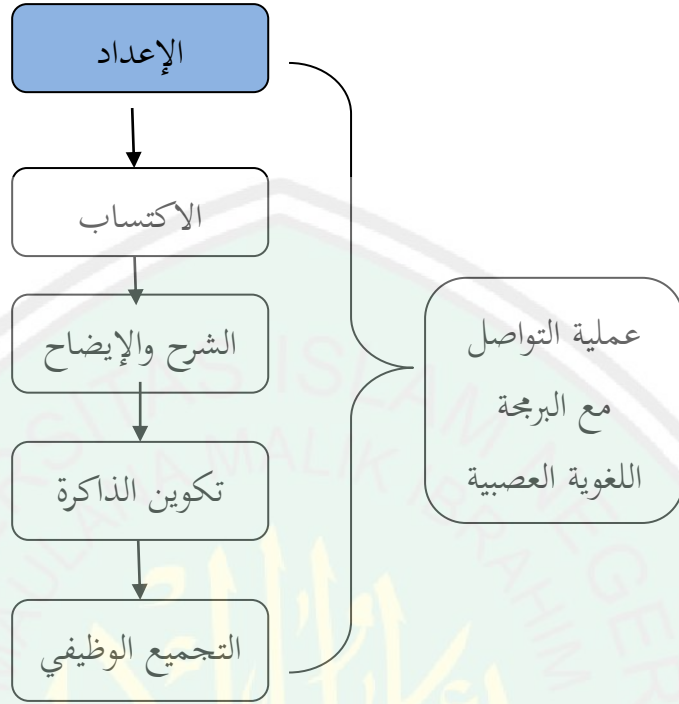 الإعداد
الاكتساب
الشرح والإيضاح
تكوين الذاكرة
التجميع الوظيفي
عملية التواصل
مع البرمجة
اللغوية العصبية